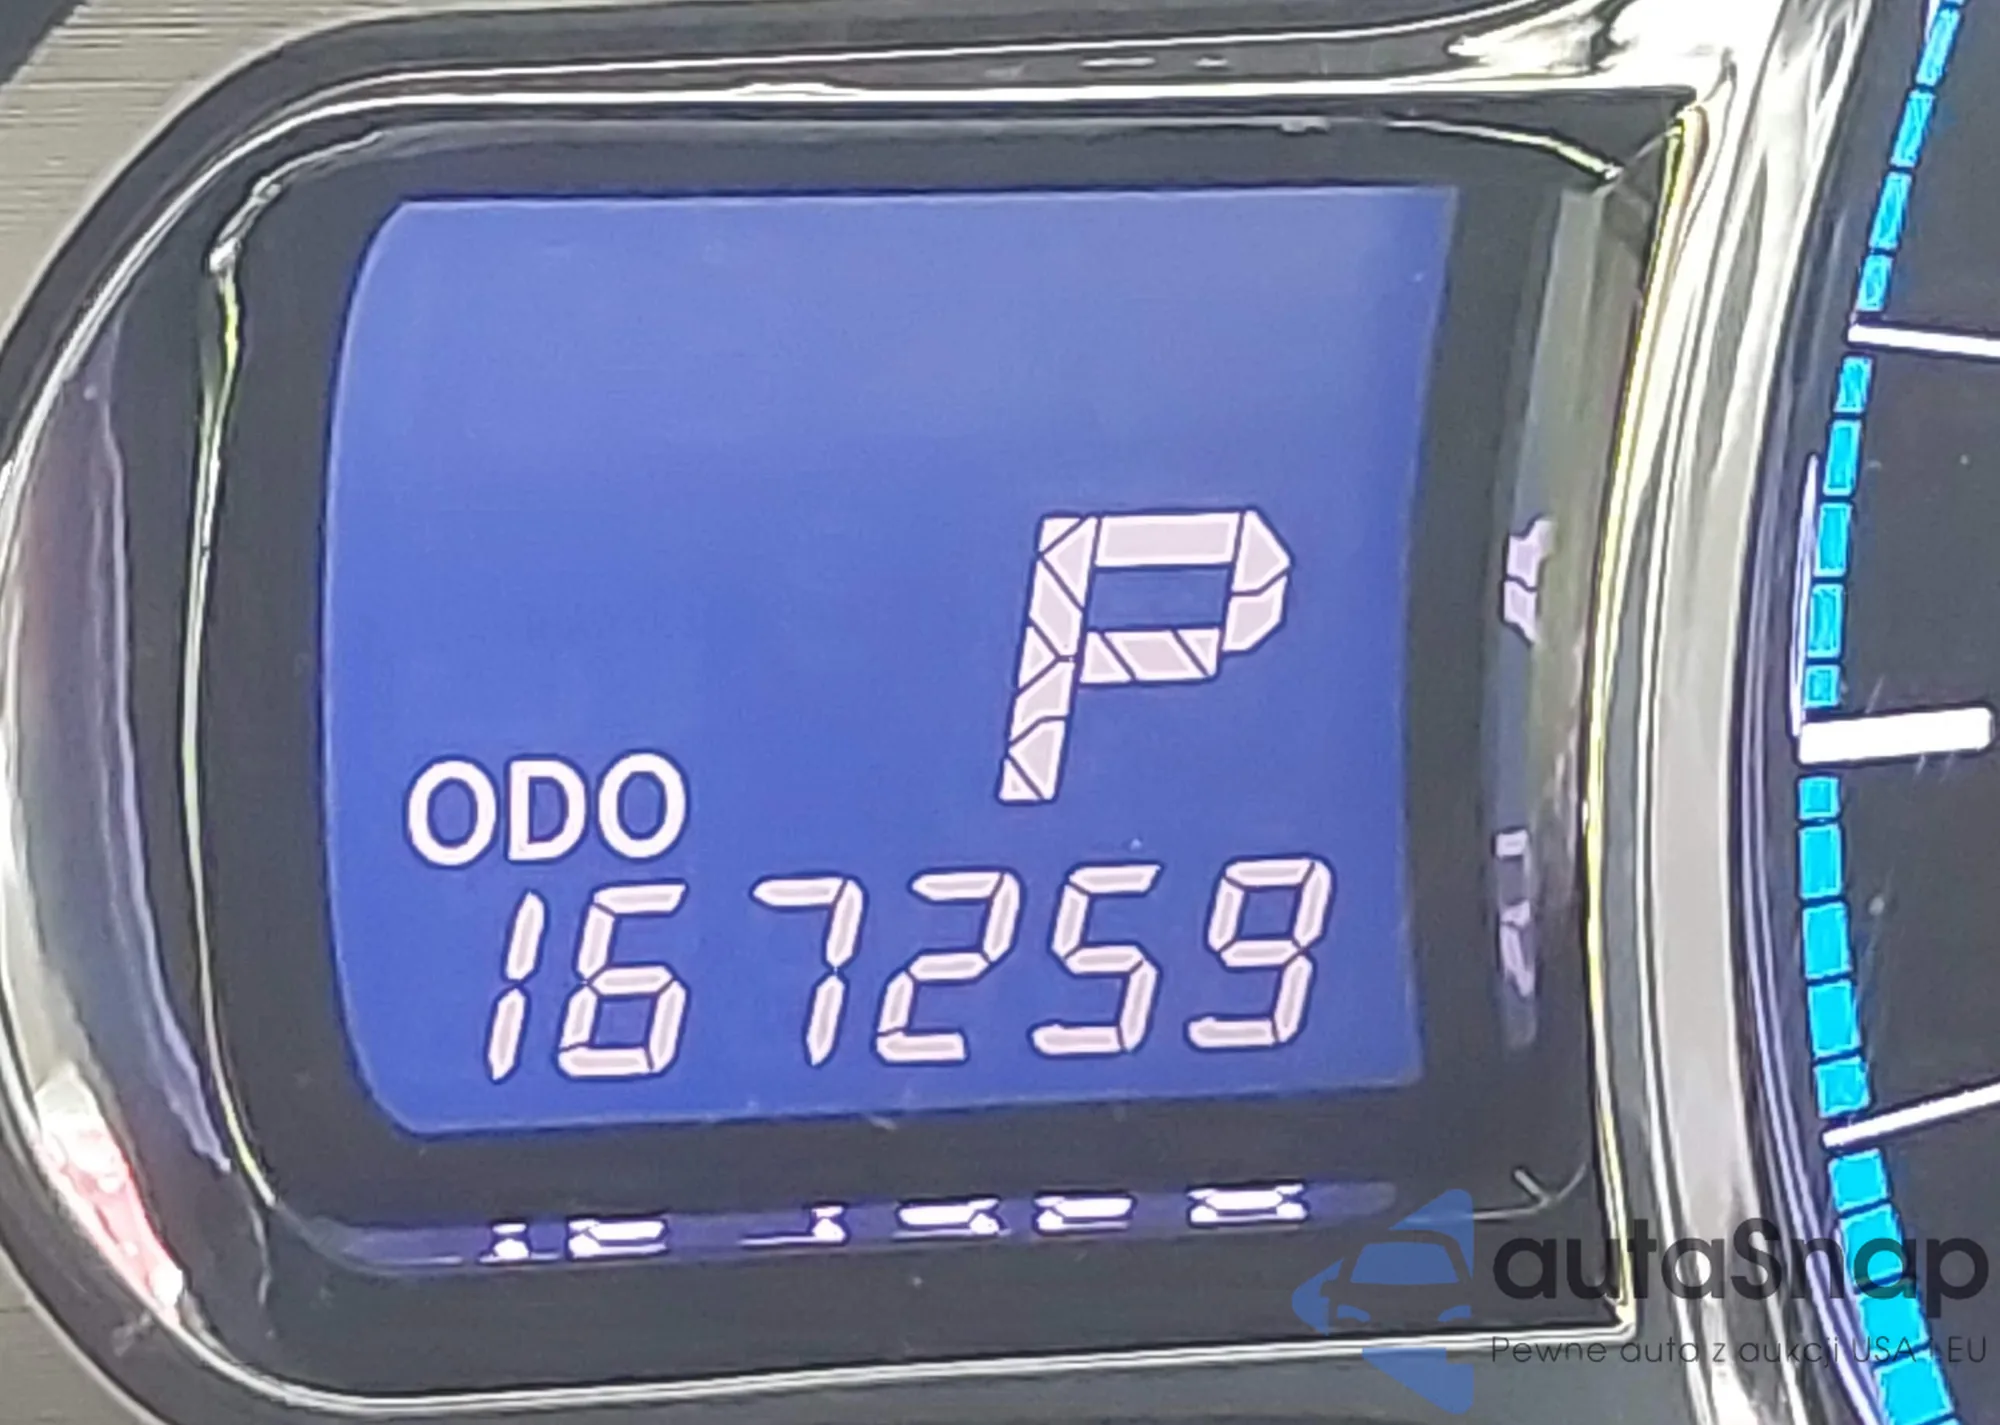 P
ODO
167259
autaSnap
Pewne auta z aukcji USA i EU